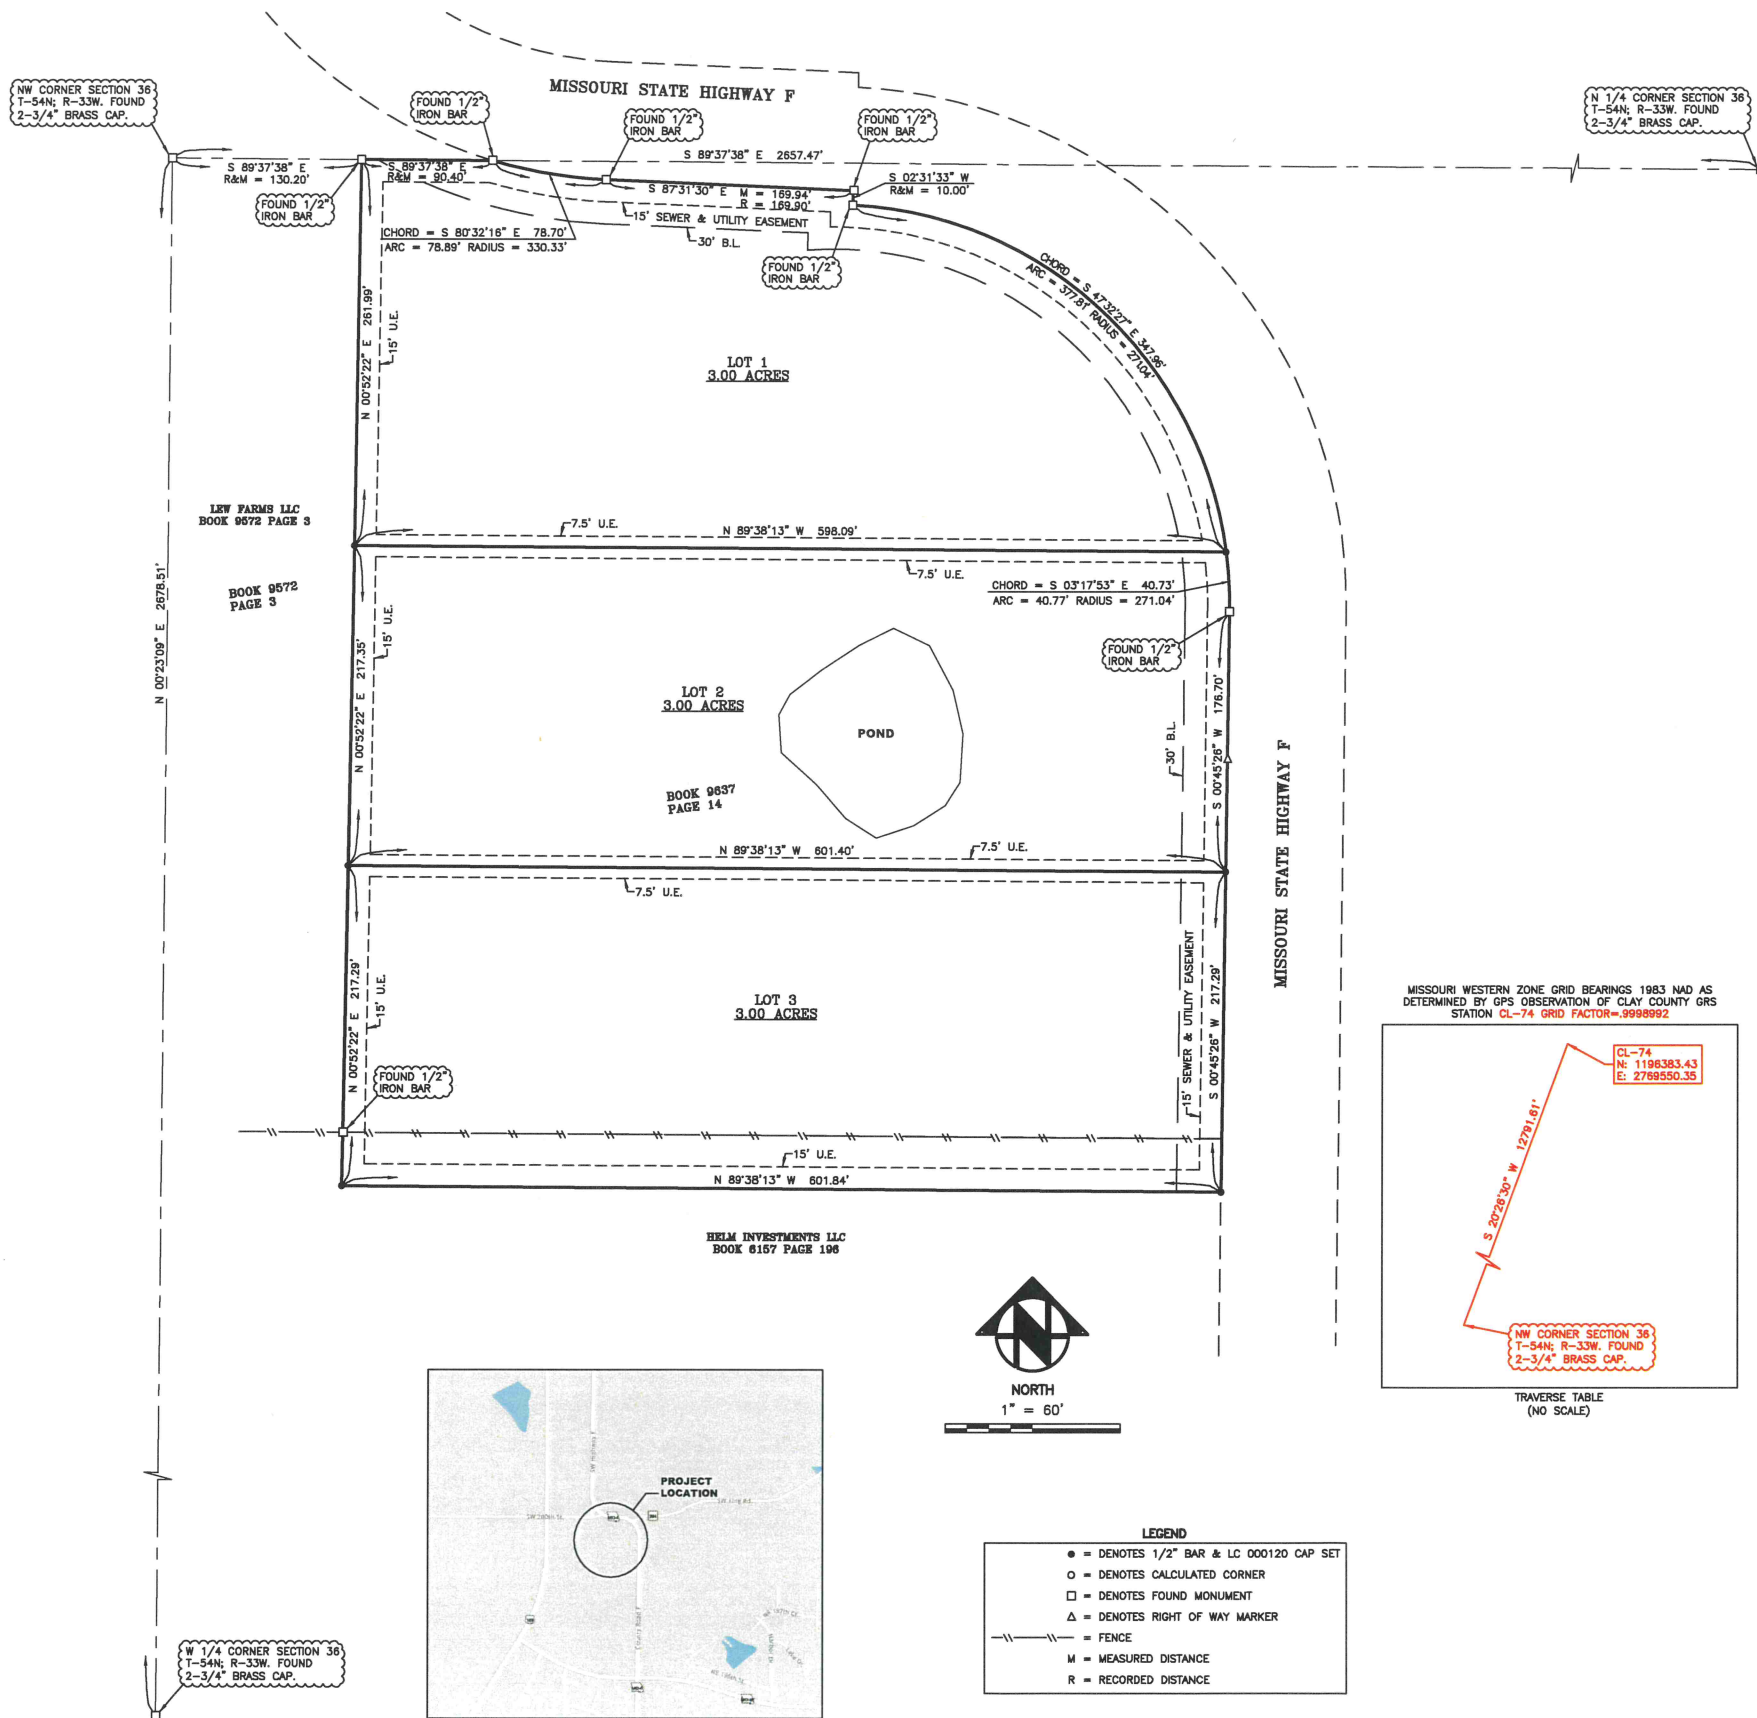 MISSOURI STATE HIGHWAY F
NW CORNER SECTION 36
T-54N; R-33W. FOUND
2-3/4" BRASS CAP.
FOUND 1/2"
IRON BAR
FOUND 1/2"
IRON BAR
FOUND 1/2"
IRON BAR
N 1/4 CORNER SECTION 36
T-54N; R-33W. FOUND
2-3/4" BRASS CAP.
S 89°37'38" E 2657.47'
S 89°37'38" E
R&M = 130.20'
S 89°37'38" E
R&M = 90.40'
FOUND 1/2"
IRON BAR
S 87°31'30" E M = 169.94'
R = 169.90'
S 02°31'33" W
R&M = 10.00'
15' SEWER & UTILITY EASEMENT
30' B.L.
CHORD = S 80°32'16" E 78.70'
ARC = 78.89' RADIUS = 330.33'
FOUND 1/2"
IRON BAR
CHORD = S 47°32'27" E 347.96'
ARC = 377.81' RADIUS = 271.04'
N 00°52'22" E 261.99'
15' U.E.
LOT 1
3.00 ACRES
LEW FARMS LLC
BOOK 9572 PAGE 3
7.5' U.E.
N 89°38'13" W 598.09'
7.5' U.E.
BOOK 9572
PAGE 3
N 00°23'09" E 2678.51'
CHORD = S 03°17'53" E 40.73'
ARC = 40.77' RADIUS = 271.04'
FOUND 1/2"
IRON BAR
N 00°52'22" E 217.35'
15' U.E.
LOT 2
3.00 ACRES
POND
BOOK 9637
PAGE 14
30' B.L.
S 00°45'26" W 176.70'
MISSOURI STATE HIGHWAY F
N 89°38'13" W 601.40'
7.5' U.E.
7.5' U.E.
N 00°52'22" E 217.29'
15' U.E.
LOT 3
3.00 ACRES
15' SEWER & UTILITY EASEMENT
S 00°45'26" W 217.29'
FOUND 1/2"
IRON BAR
15' U.E.
N 89°38'13" W 601.84'
HELM INVESTMENTS LLC
BOOK 6157 PAGE 196
MISSOURI WESTERN ZONE GRID BEARINGS 1983 NAD AS
DETERMINED BY GPS OBSERVATION OF CLAY COUNTY GRS
STATION CL-74 GRID FACTOR=.9998992
CL-74
N: 1196383.43
E: 2769550.35
S 20°26'30" W 12791.61'
NW CORNER SECTION 36
T-54N; R-33W. FOUND
2-3/4" BRASS CAP.
TRAVERSE TABLE
(NO SCALE)
N
NORTH
1" = 60'
PROJECT
LOCATION
County Road F
LEGEND
● = DENOTES 1/2" BAR & LC 000120 CAP SET
○ = DENOTES CALCULATED CORNER
□ = DENOTES FOUND MONUMENT
△ = DENOTES RIGHT OF WAY MARKER
= FENCE
M = MEASURED DISTANCE
R = RECORDED DISTANCE
W 1/4 CORNER SECTION 36
T-54N; R-33W. FOUND
2-3/4" BRASS CAP.